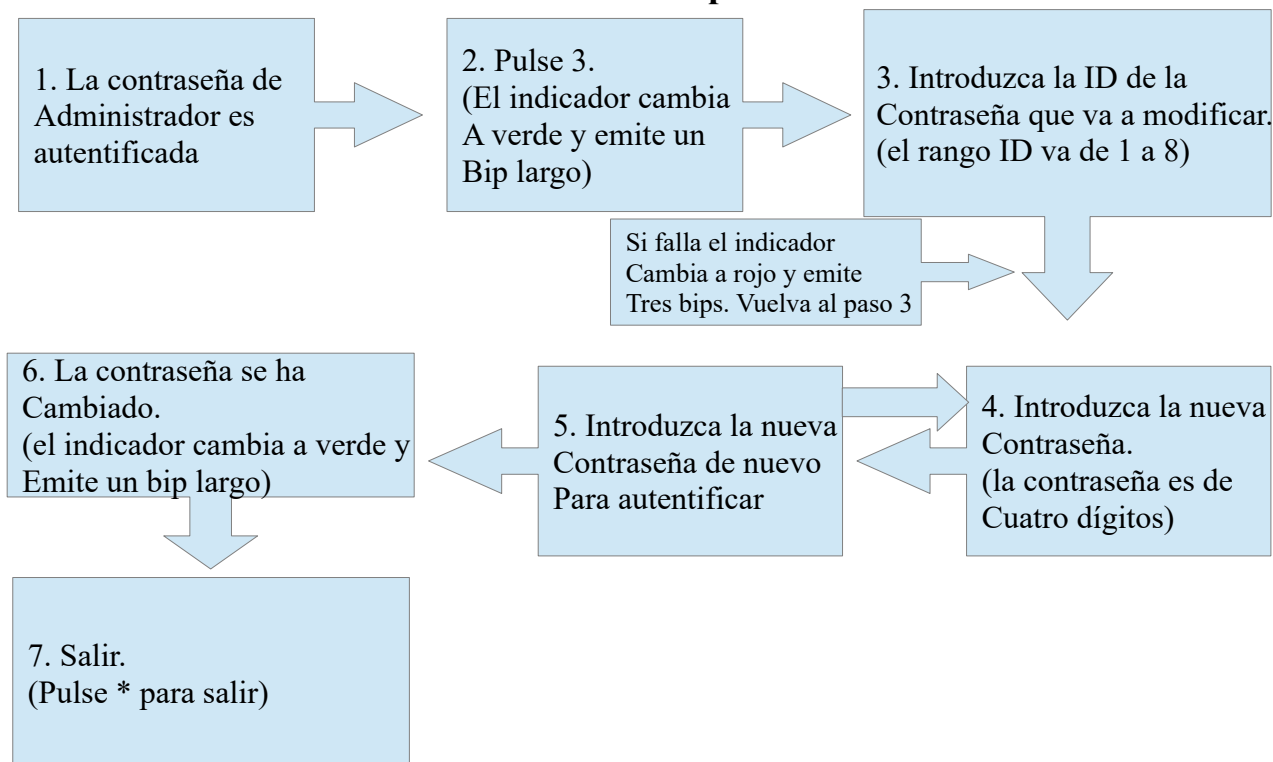 1. La contraseña de
Administrador es
autentificada
2. Pulse 3.
(El indicador cambia
A verde y emite un
Bip largo)
3. Introduzca la ID de la
Contraseña que va a modificar.
(el rango ID va de 1 a 8)
Si falla el indicador
Cambia a rojo y emite
Tres bips. Vuelva al paso 3
4. Introduzca la nueva
Contraseña.
(la contraseña es de
Cuatro dígitos)
5. Introduzca la nueva
Contraseña de nuevo
Para autentificar
6. La contraseña se ha
Cambiado.
(el indicador cambia a verde y
Emite un bip largo)
7. Salir.
(Pulse * para salir)